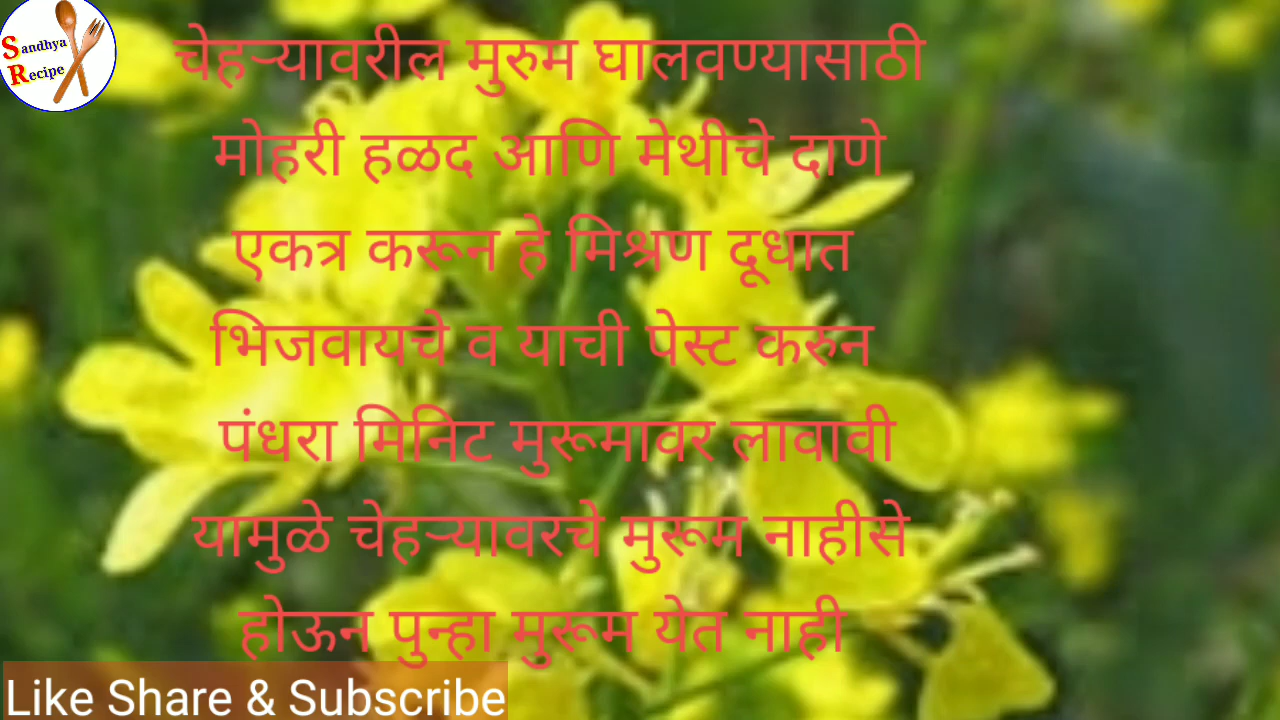 Sandhya
Recipe
चेहऱ्यावरील मुरुम घालवण्यासाठी
मोहरी हळद आणि मेथीचे दाणे
एकत्र करून हे मिश्रण दूधात
भिजवायचे व याची पेस्ट करुन
पंधरा मिनिट मुरूमावर लावावी
यामुळे चेहऱ्यावरचे मुरूम नाहीसे
होऊन पुन्हा मुरूम येत नाही
Like Share & Subscribe